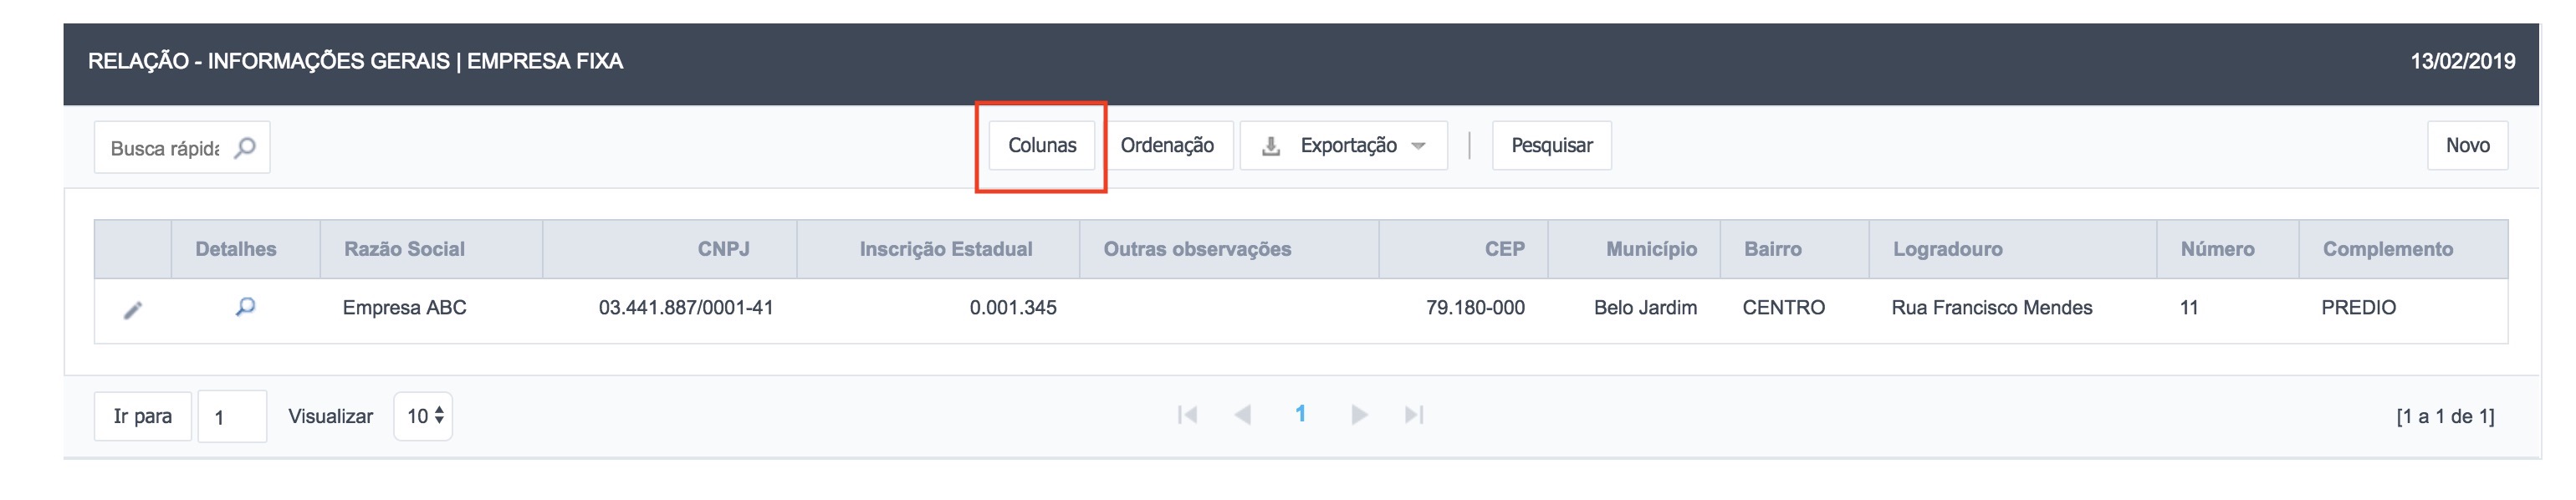 RELAÇÃO - INFORMAÇÕES GERAIS | EMPRESA FIXA 13/02/2019
Busca rápida Colunas Ordenação Exportação Pesquisar Novo
Detalhes Razão Social CNPJ Inscrição Estadual Outras observações CEP Município Bairro Logradouro Número Complemento
Empresa ABC 03.441.887/0001-41 0.001.345 79.180-000 Belo Jardim CENTRO Rua Francisco Mendes 11 PREDIO
Ir para 1 Visualizar 10 1 [1 a 1 de 1]